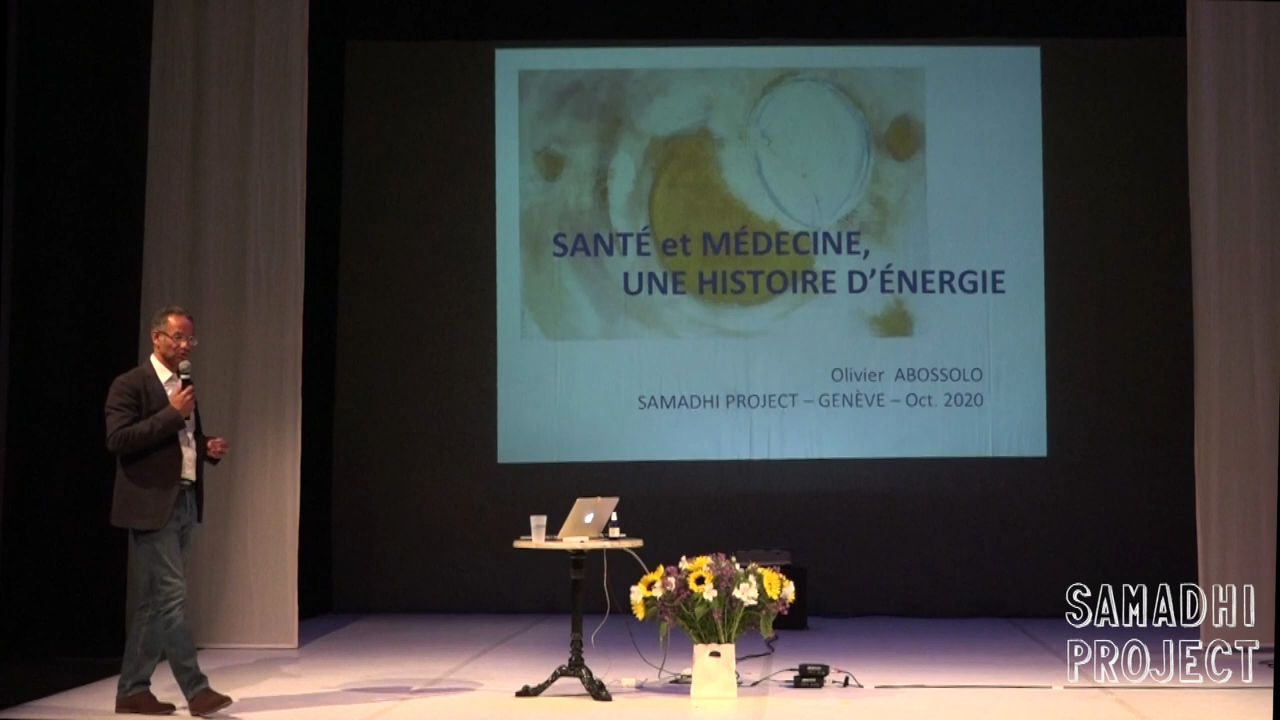 SANTÉ et MÉDECINE,
UNE HISTOIRE D'ÉNERGIE
Olivier ABOSSOLO
SAMADHI PROJECT – GENÈVE – Oct. 2020
SAMADHI
PROJECT